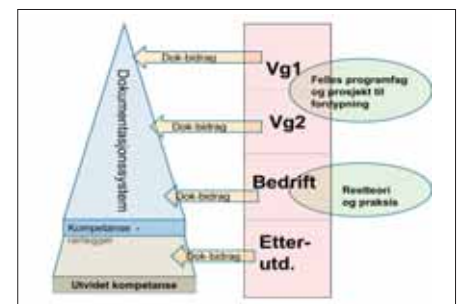 Dokumentasjonssystem
Kompetanse -
Utvidet kompetanse
Dok-bidrag
Dok-bidrag
Dok-bidrag
Dok-bidrag
Vg1
Vg2
Bedrift
Etter-
utd.
Felles programfag
og prosjekt til
fordypning
Restteori
og praksis